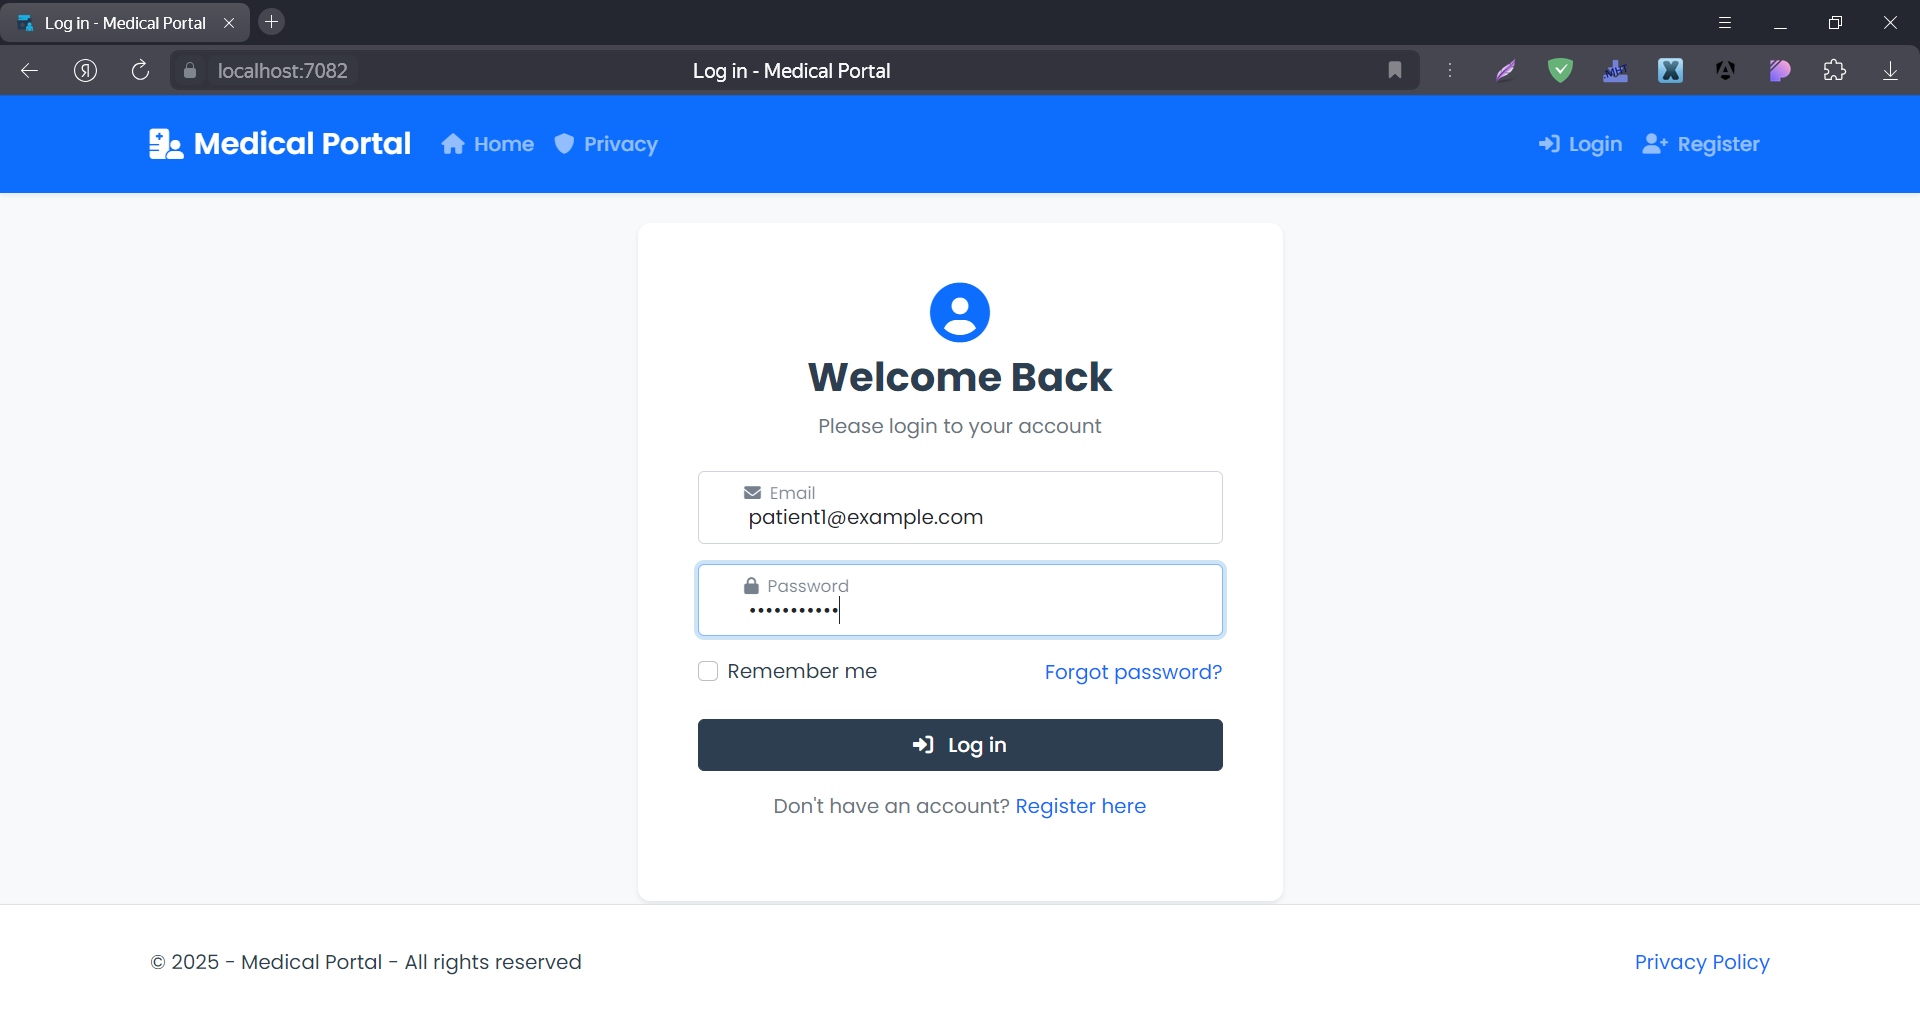 Log in - Medical Portal
localhost:7082
Log in - Medical Portal
Medical Portal
Home
Privacy
Login
Register
Welcome Back
Please login to your account
Email
patient1@example.com
Password
•••••••••••
Remember me
Forgot password?
Log in
Don't have an account? Register here
© 2025 - Medical Portal - All rights reserved
Privacy Policy